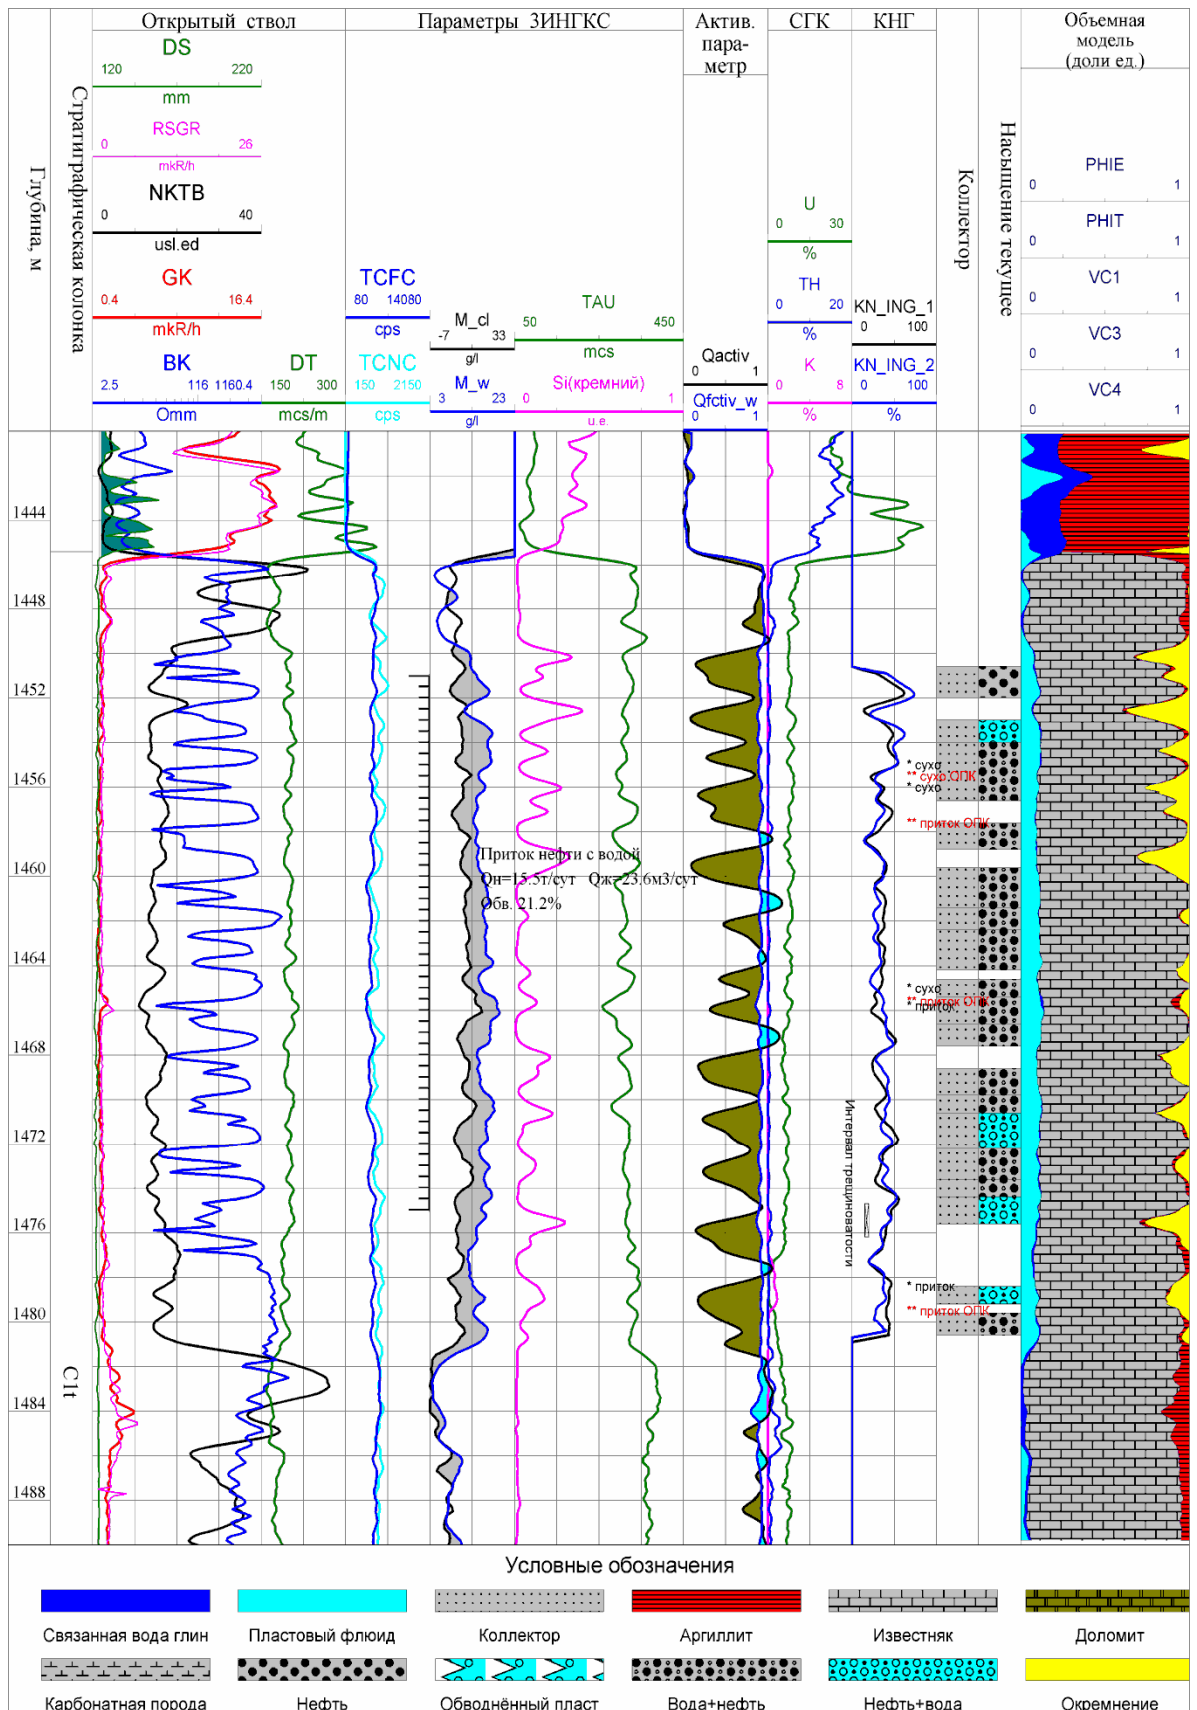 Открытый ствол
Параметры ЗИНГКС
Актив.
пара-
метр
СГК
КНГ
Объемная
модель
(доли ед.)
Глубина, м
Стратиграфическая колонка
DS
120 220
mm
RSGR
0 26
mkR/h
NKTB
0 40
usl.ed
GK
0.4 16.4
mkR/h
BK
2.5 116 1160.4
Omm
DT
150 300
mcs/m
TCFC
80 14080
cps
TCNC
150 2150
cps
M_cl
-7 33
g/l
M_w
3 23
g/l
TAU
50 450
mcs
Si(кремний)
0 1
u.e.
Qactiv
0 1
Qfctiv_w
0 1
U
0 30
%
TH
0 20
%
K
0 8
%
KN_ING_1
0 100
KN_ING_2
0 100
%
Коллектор
Насыщение текущее
PHIE
0 1
PHIT
0 1
VC1
0 1
VC3
0 1
VC4
0 1
1444
1448
1452
1456
1460
1464
1468
1472
1476
1480
1484
1488
C1t
Приток нефти с водой
Qн=15.5т/сут Qж=23.6м3/сут
Обв. 21.2%
* сухо
** сухо ОПК
* сухо
** приток ОПК
* сухо
** приток ОПК
* приток
Интервал трещиноватости
* приток
** приток ОПК
Условные обозначения
Связанная вода глин
Пластовый флюид
Коллектор
Аргиллит
Известняк
Доломит
Карбонатная порода
Нефть
Обводнённый пласт
Вода+нефть
Нефть+вода
Окремнение